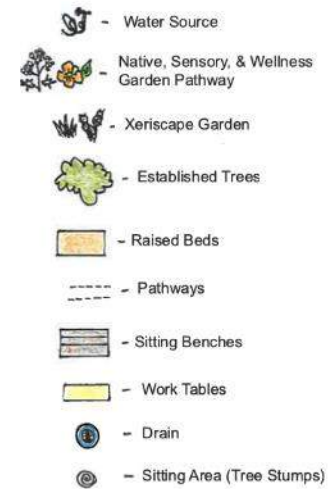 - Water Source
- Native, Sensory, & Wellness
Garden Pathway
- Xeriscape Garden
- Established Trees
- Raised Beds
- Pathways
- Sitting Benches
- Work Tables
- Drain
- Sitting Area (Tree Stumps)